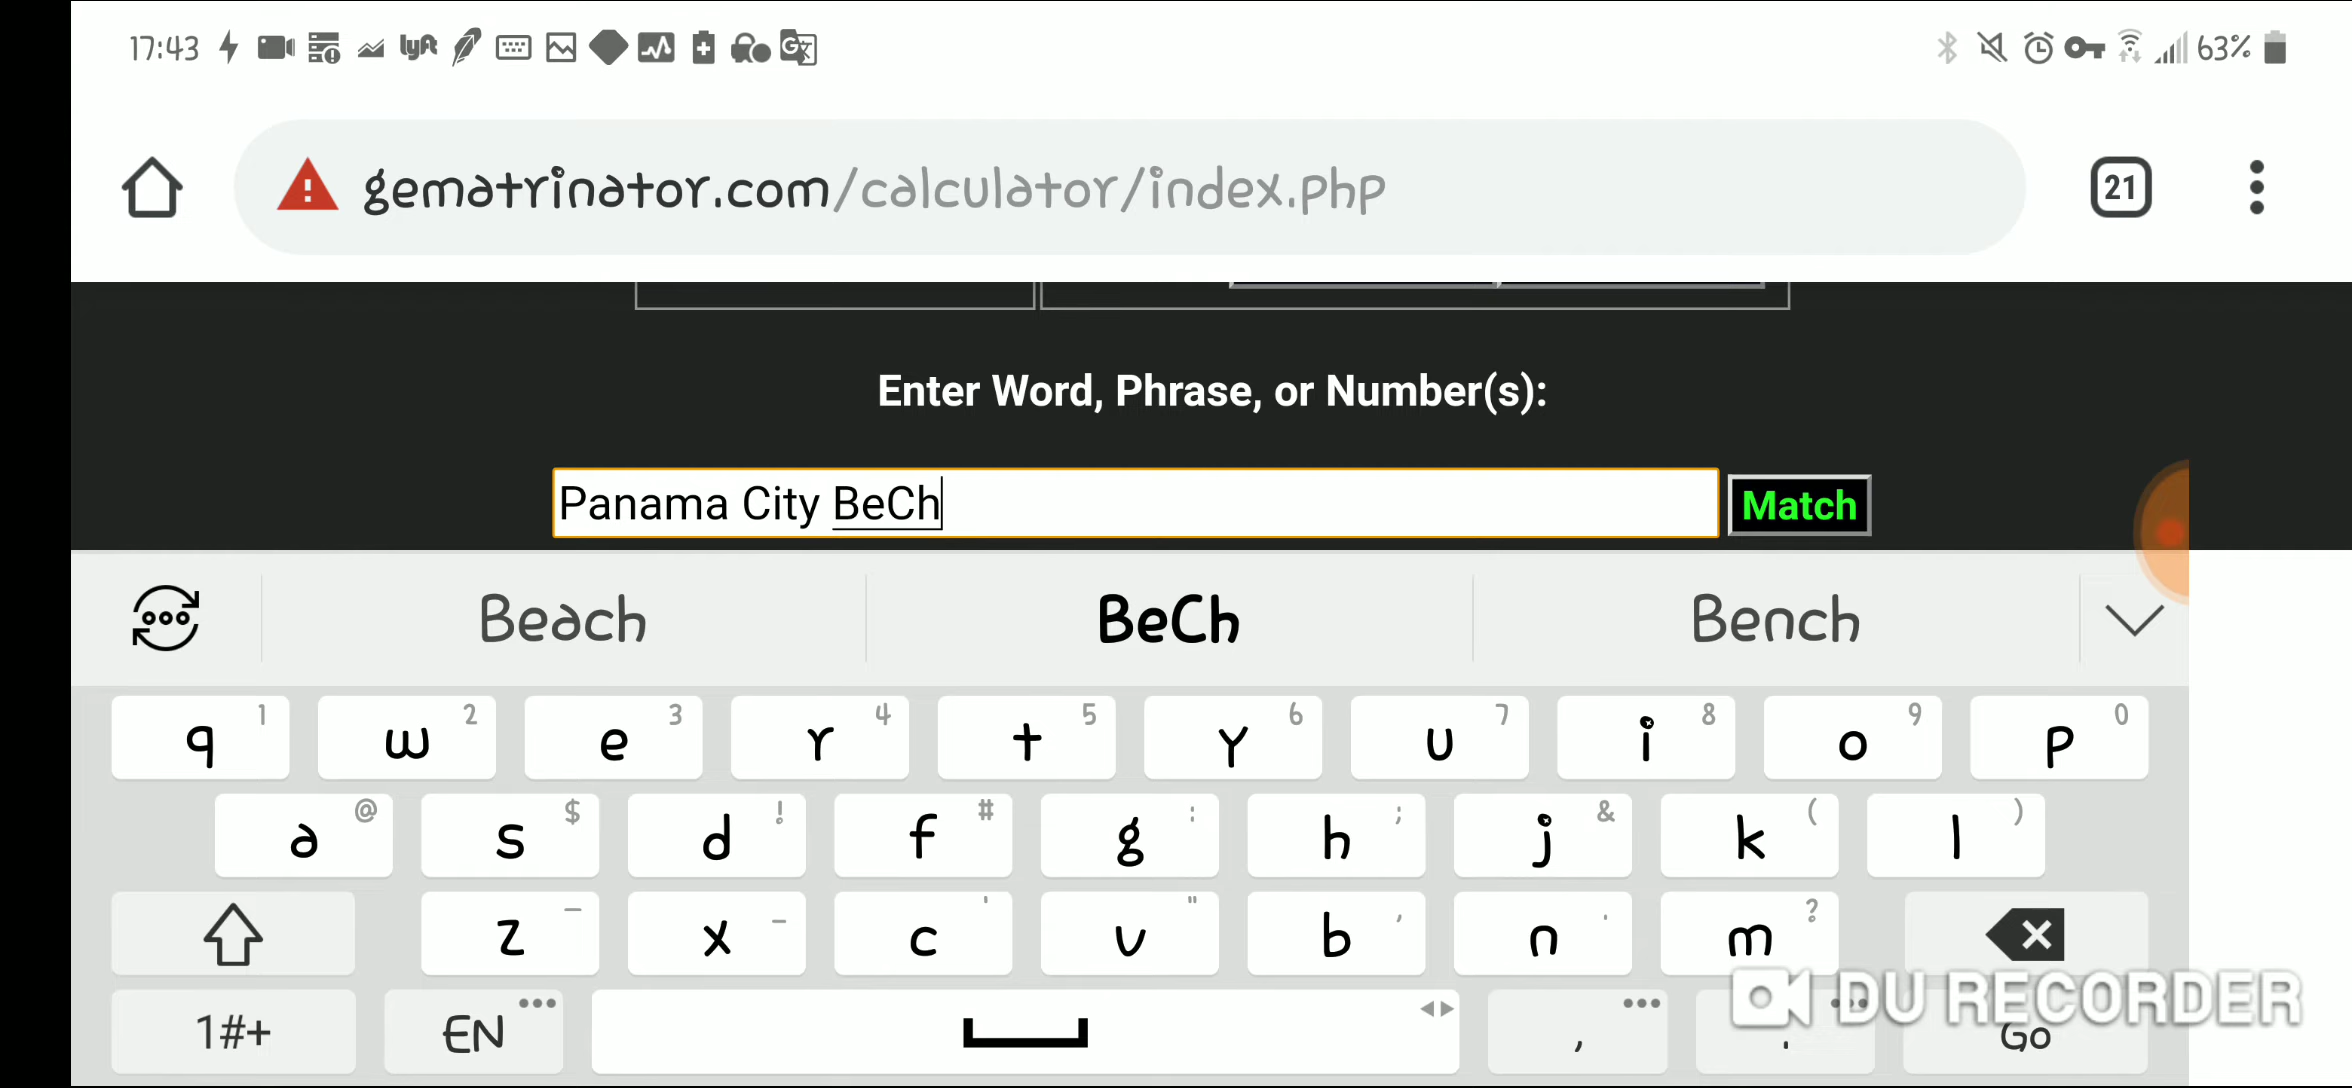 17:43 lyft 63%
gematrinator.com/calculator/index.php 21
Enter Word, Phrase, or Number(s):
Panama City BeCh Match
Beach BeCh Bench
q 1 w 2 e 3 r 4 t 5 y 6 u 7 i 8 o 9 p 0
a @ s $ d ! f # g : h ; j & k ( l )
z – x - c ' v " b , n . m ?
DU RECORDER
1#+ EN , . Go